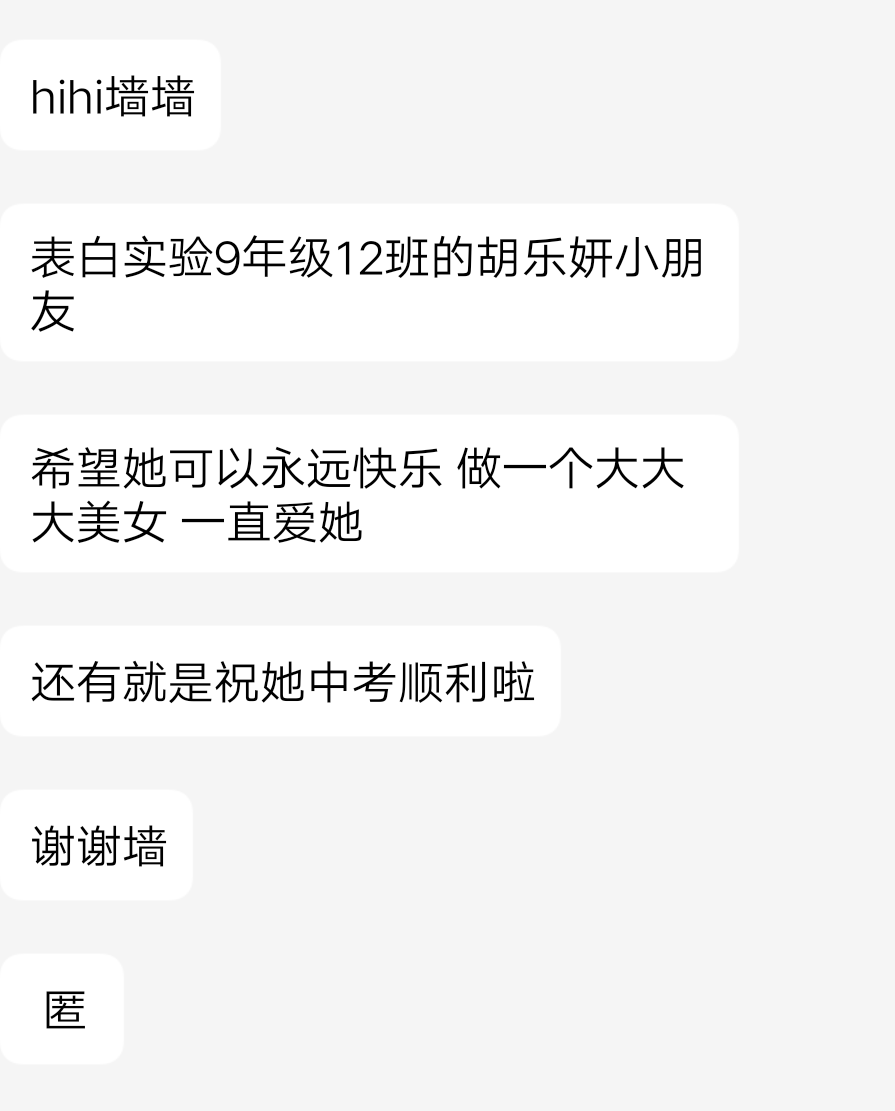 hihi墙墙
表白实验9年级12班的胡乐妍小朋
友
希望她可以永远快乐 做一个大大
大美女 一直爱她
还有就是祝她中考顺利啦
谢谢墙
匿